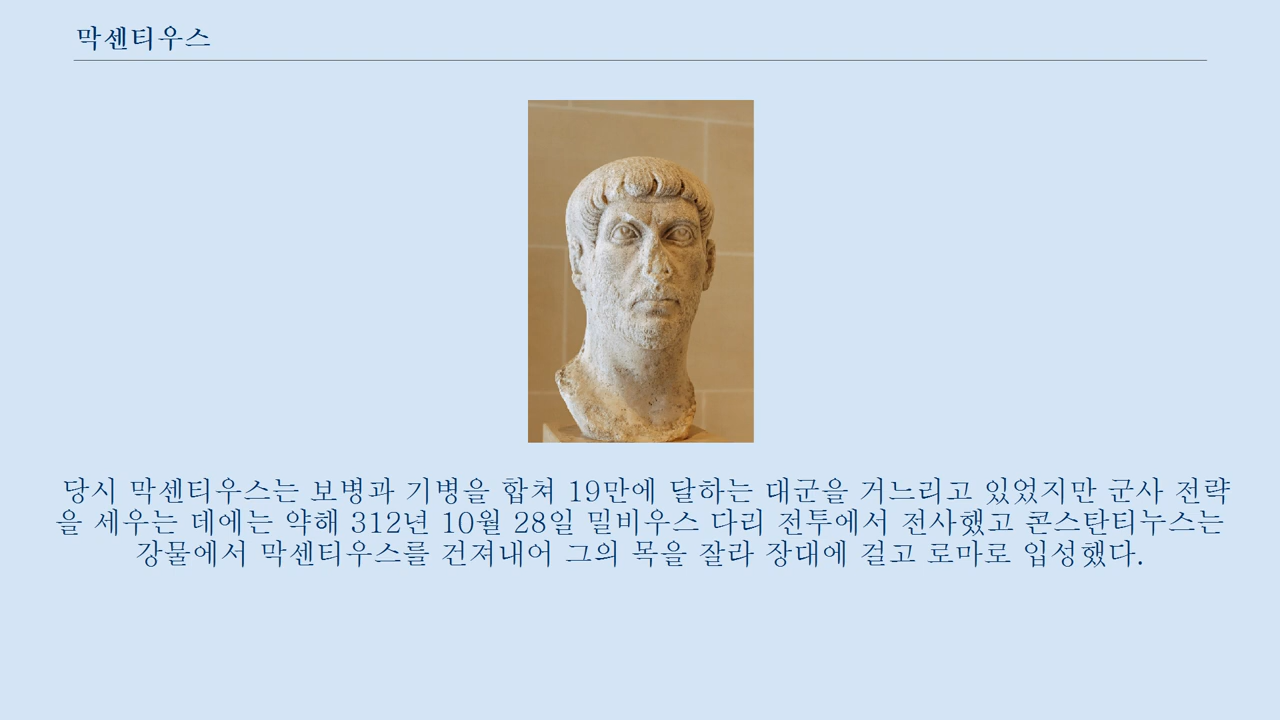 막센티우스
당시 막센티우스는 보병과 기병을 합쳐 19만에 달하는 대군을 거느리고 있었지만 군사 전략
을 세우는 데에는 약해 312년 10월 28일 밀비우스 다리 전투에서 전사했고 콘스탄티누스는
강물에서 막센티우스를 건져내어 그의 목을 잘라 장대에 걸고 로마로 입성했다.